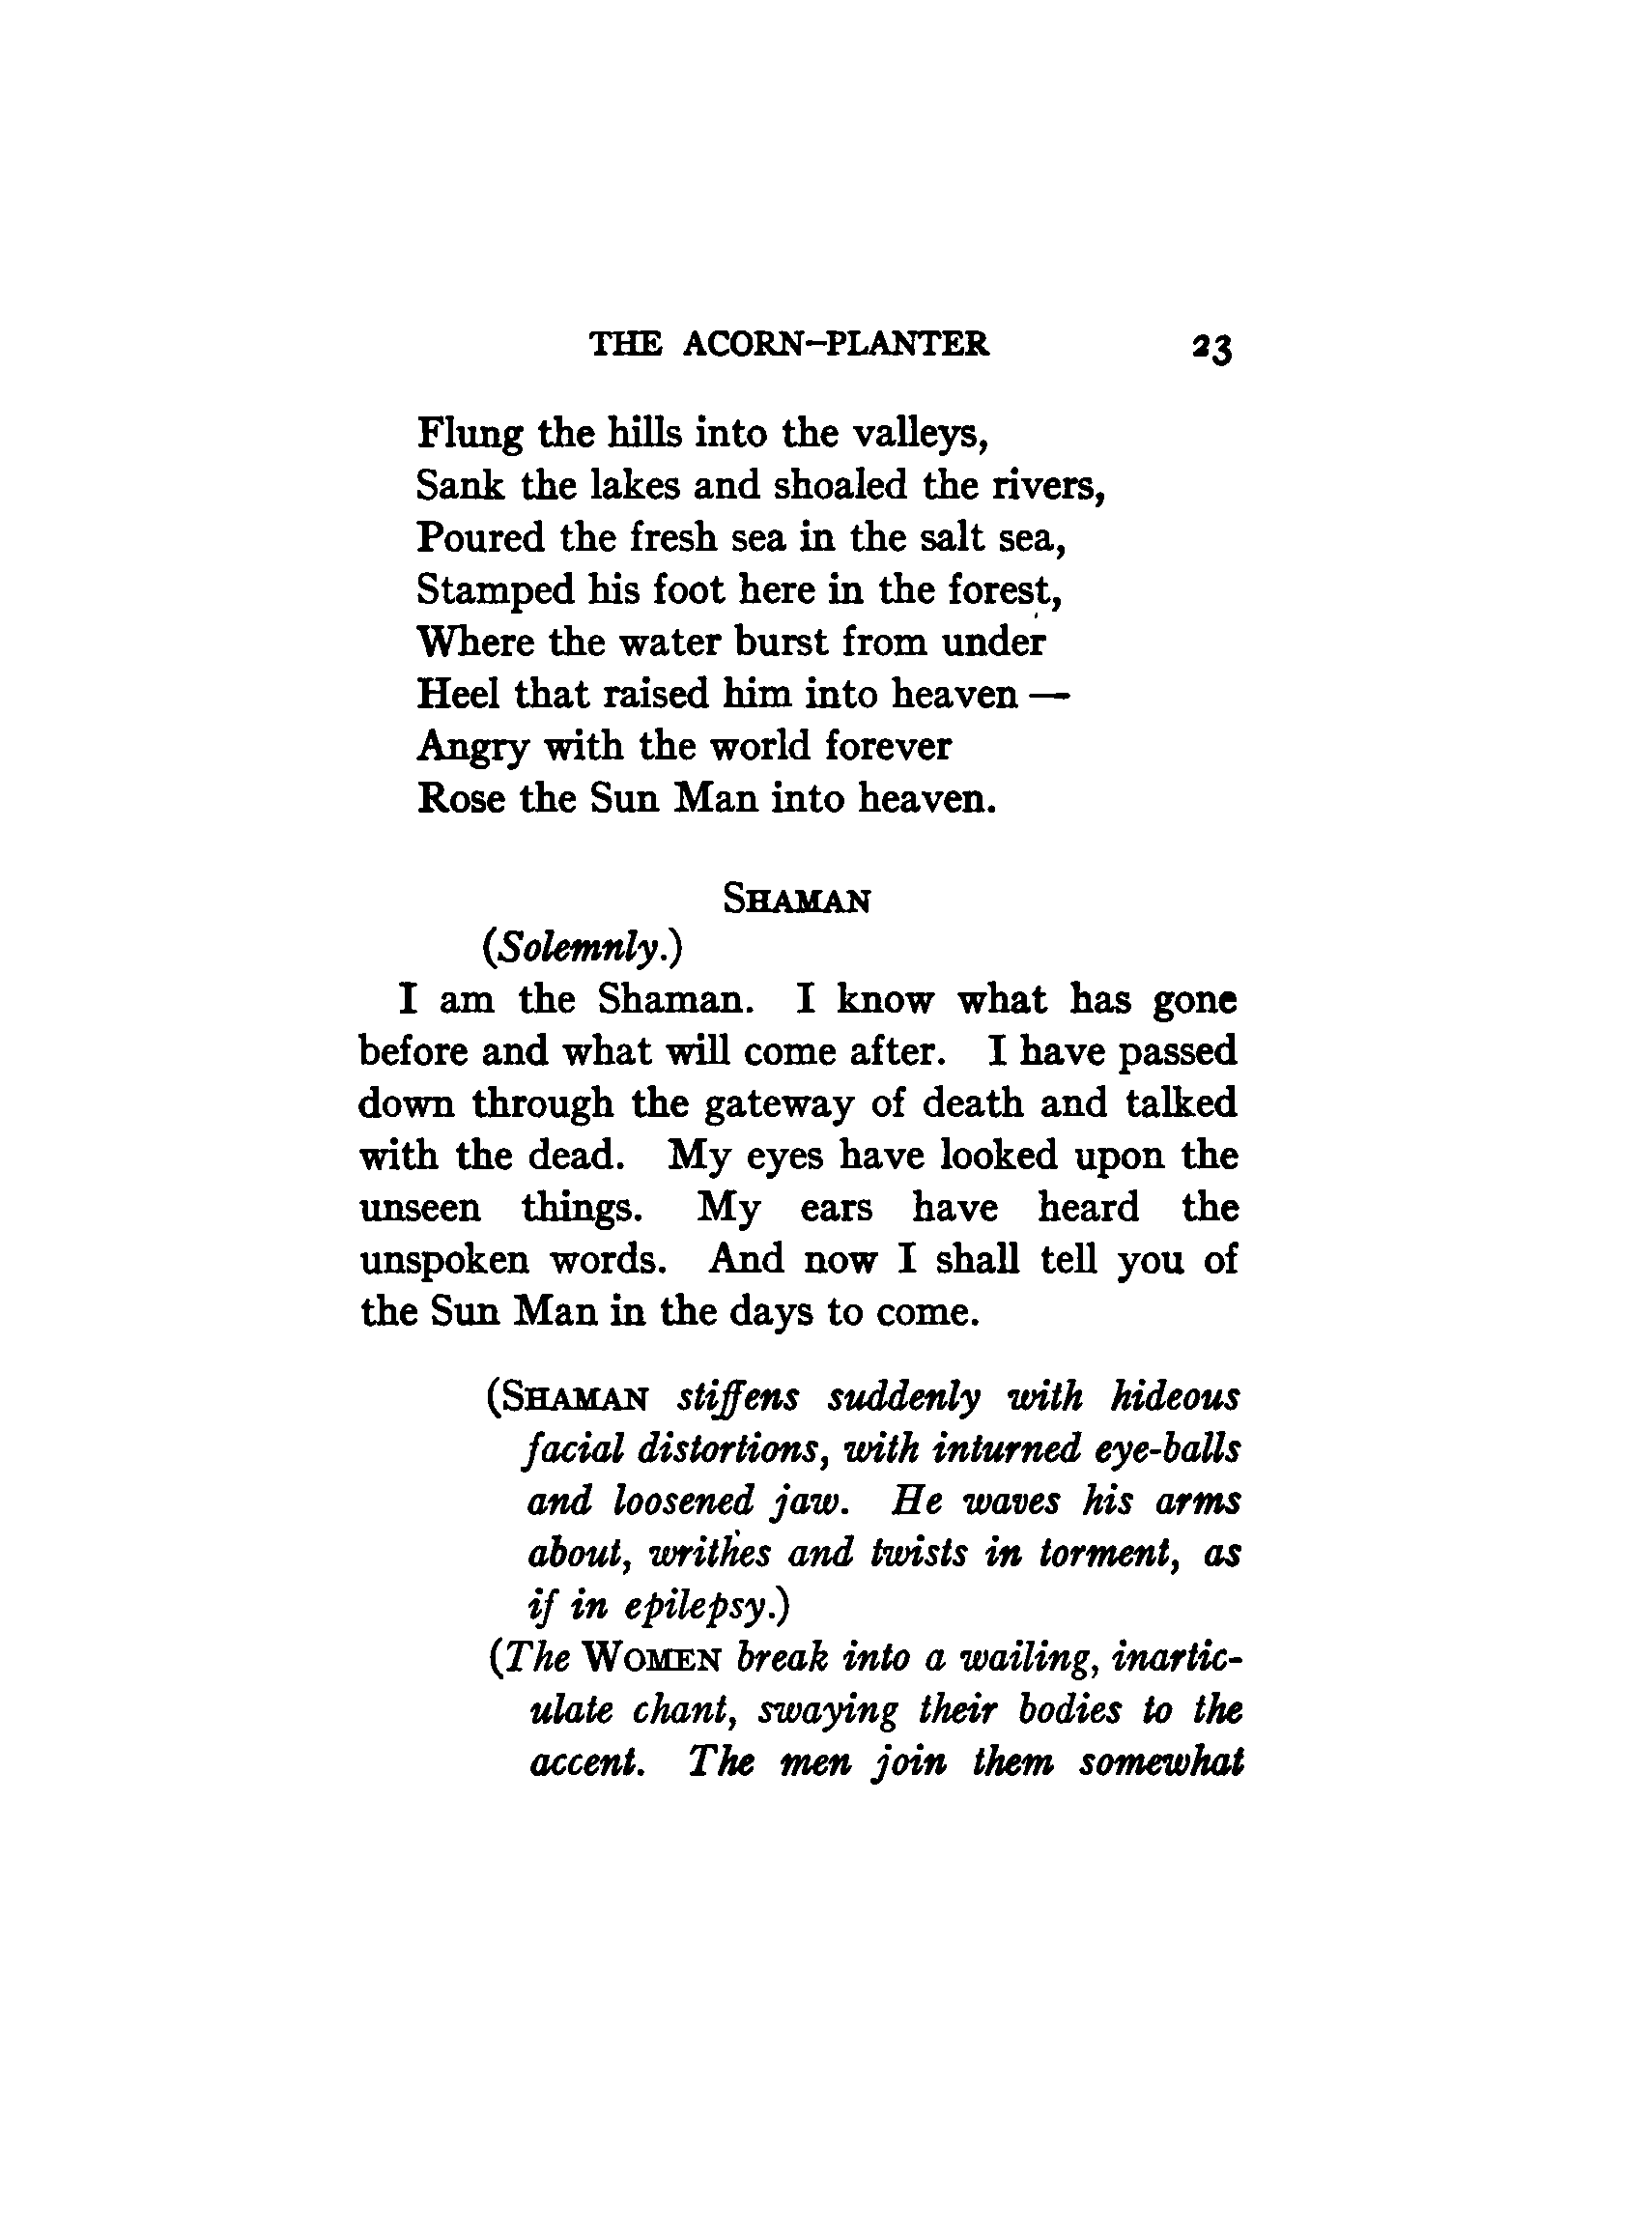 THE ACORN-PLANTER 23
Flung the hills into the valleys,
Sank the lakes and shoaled the rivers,
Poured the fresh sea in the salt sea,
Stamped his foot here in the forest,
Where the water burst from under
Heel that raised him into heaven —
Angry with the world forever
Rose the Sun Man into heaven.
SHAMAN
(Solemnly.)
I am the Shaman. I know what has gone
before and what will come after. I have passed
down through the gateway of death and talked
with the dead. My eyes have looked upon the
unseen things. My ears have heard the
unspoken words. And now I shall tell you of
the Sun Man in the days to come.
(SHAMAN stiffens suddenly with hideous
facial distortions, with inturned eye-balls
and loosened jaw. He waves his arms
about, writhes and twists in torment, as
if in epilepsy.)
(The WOMEN break into a wailing, inartic-
ulate chant, swaying their bodies to the
accent. The men join them somewhat